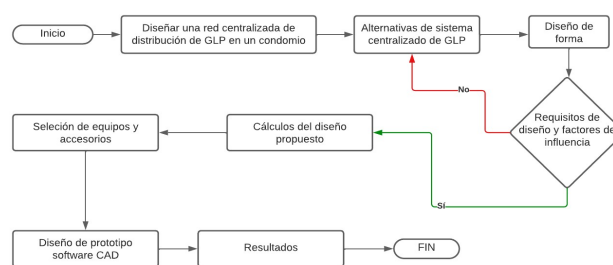 Inicio
Diseñar una red centralizada de
distribución de GLP en un condomio
Alternativas de sistema
centralizado de GLP
Diseño de
forma
No
Requisitos de
diseño y factores de
influencia
Seleción de equipos y
accesorios
Cálculos del diseño
propuesto
Sí
Diseño de prototipo
software CAD
Resultados
FIN